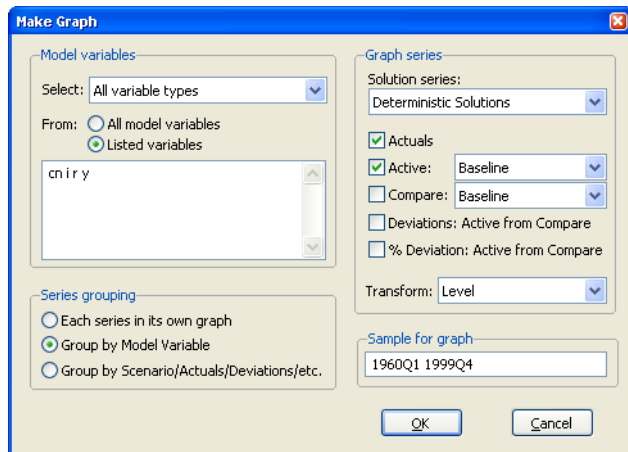 Make Graph
Model variables
Select: All variable types
From: All model variables
Listed variables
cn i r y
Series grouping
Each series in its own graph
Group by Model Variable
Group by Scenario/Actuals/Deviations/etc.
Graph series
Solution series:
Deterministic Solutions
Actuals
Active: Baseline
Compare: Baseline
Deviations: Active from Compare
% Deviation: Active from Compare
Transform: Level
Sample for graph
1960Q1 1999Q4
OK Cancel